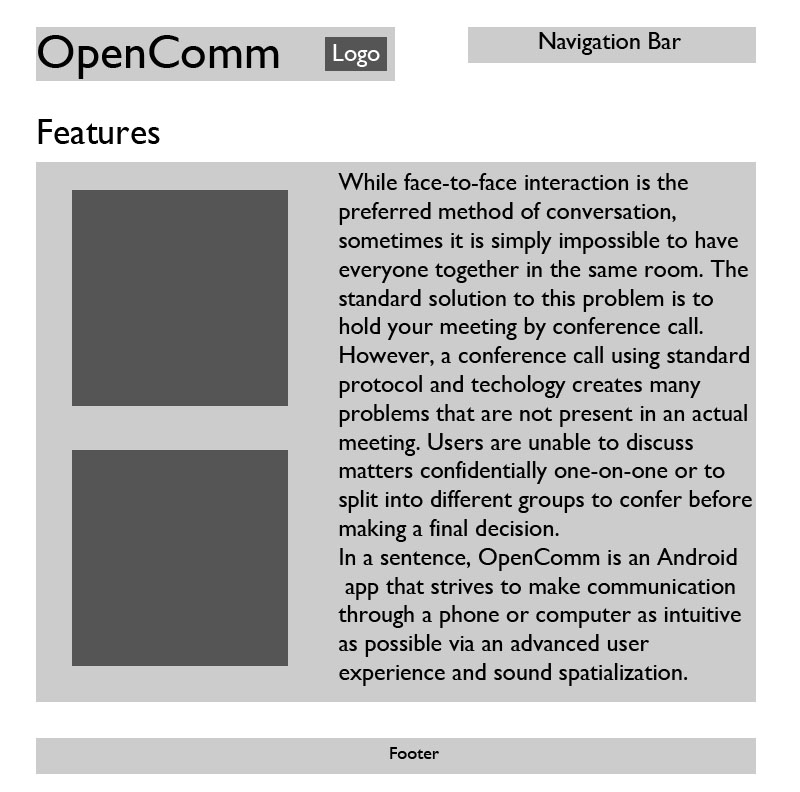 OpenComm Logo Navigation Bar
Features
While face-to-face interaction is the
preferred method of conversation,
sometimes it is simply impossible to have
everyone together in the same room. The
standard solution to this problem is to
hold your meeting by conference call.
However, a conference call using standard
protocol and techology creates many
problems that are not present in an actual
meeting. Users are unable to discuss
matters confidentially one-on-one or to
split into different groups to confer before
making a final decision.
In a sentence, OpenComm is an Android
app that strives to make communication
through a phone or computer as intuitive
as possible via an advanced user
experience and sound spatialization.
Footer